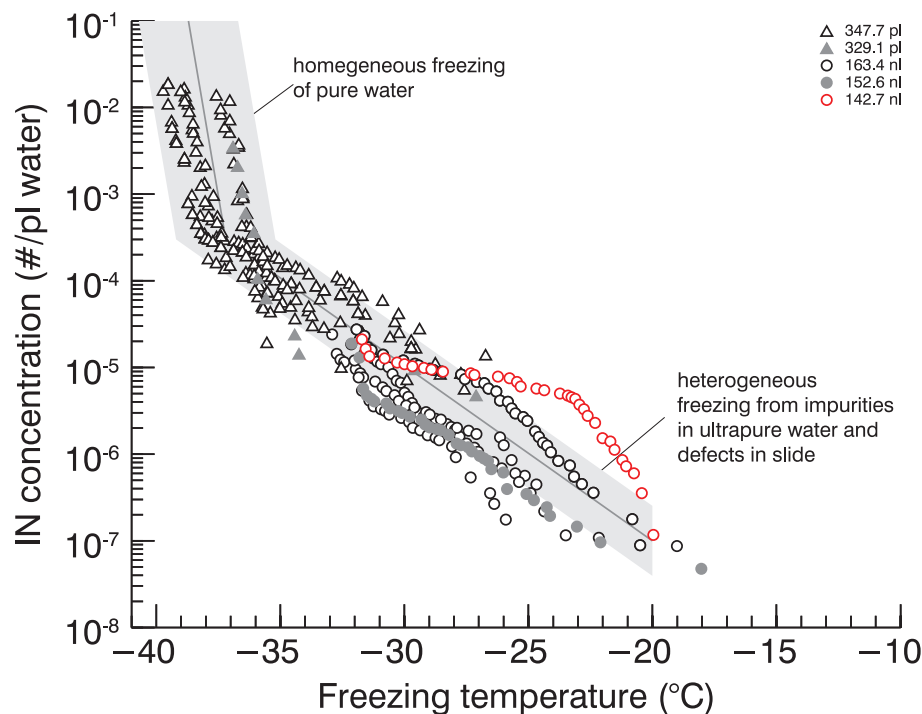 10^-1
10^-2
10^-3
10^-4
10^-5
10^-6
10^-7
10^-8
IN concentration (#/pl water)
homegeneous freezing
of pure water
347.7 pl
329.1 pl
163.4 nl
152.6 nl
142.7 nl
heterogeneous
freezing from impurities
in ultrapure water and
defects in slide
−40 −35 −30 −25 −20 −15 −10
Freezing temperature (°C)